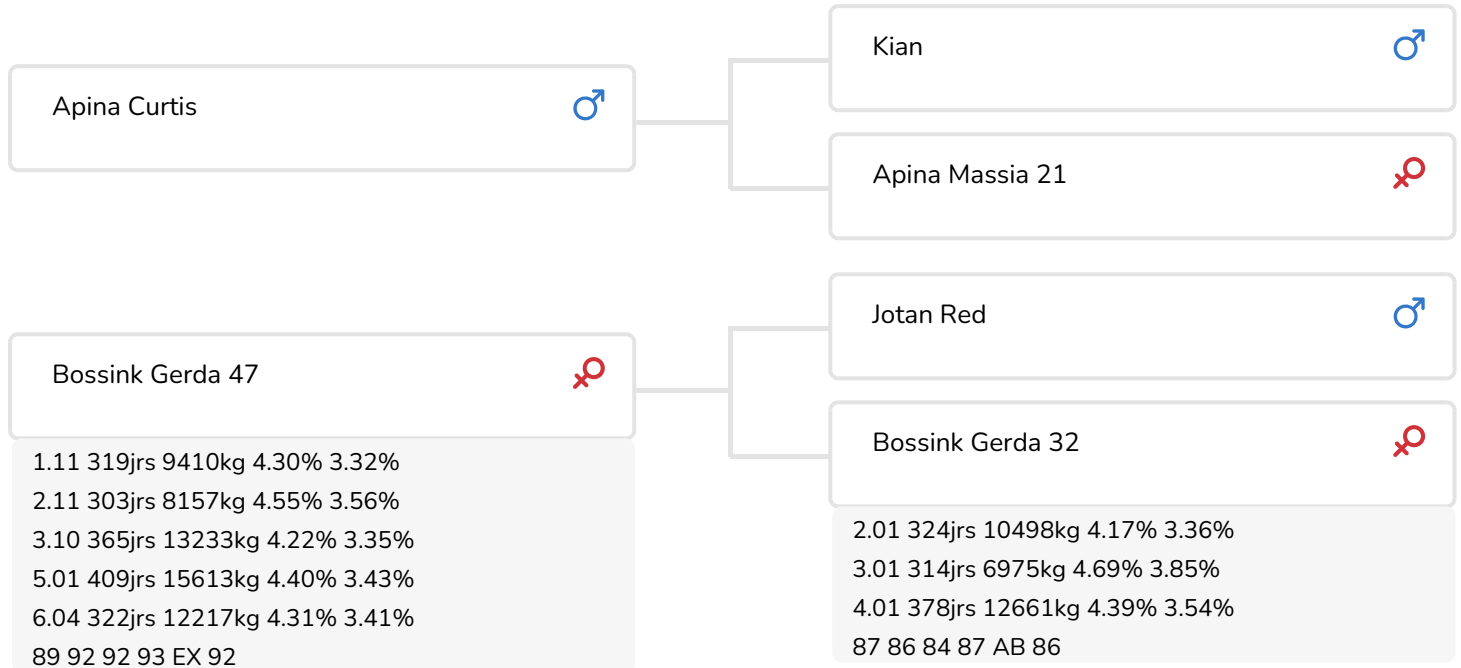 Apina Curtis
Kian
Apina Massia 21
Bossink Gerda 47
1.11 319jrs 9410kg 4.30% 3.32%
2.11 303jrs 8157kg 4.55% 3.56%
3.10 365jrs 13233kg 4.22% 3.35%
5.01 409jrs 15613kg 4.40% 3.43%
6.04 322jrs 12217kg 4.31% 3.41%
89 92 92 93 EX 92
Jotan Red
Bossink Gerda 32
2.01 324jrs 10498kg 4.17% 3.36%
3.01 314jrs 6975kg 4.69% 3.85%
4.01 378jrs 12661kg 4.39% 3.54%
87 86 84 87 AB 86